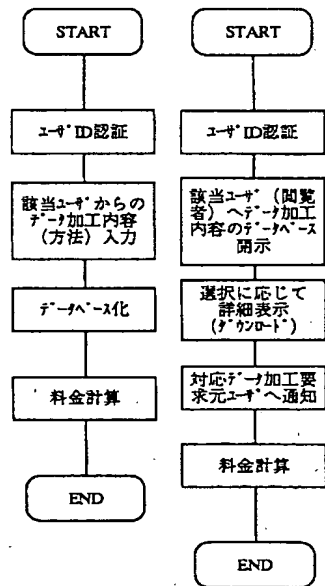 START
ﾕｰｻﾞID認証
該当ﾕｰｻﾞからの
ﾃﾞｰﾀ加工内容
（方法）入力
ﾃﾞｰﾀﾍﾞｰｽ化
料金計算
END
START
ﾕｰｻﾞID認証
該当ﾕｰｻﾞ（閲覧
者）へﾃﾞｰﾀ加工
内容のﾃﾞｰﾀﾍﾞｰｽ
開示
選択に応じて
詳細表示
(ﾀﾞｳﾝﾛｰﾄﾞ)
対応ﾃﾞｰﾀ加工要
求元ﾕｰｻﾞへ通知
料金計算
END